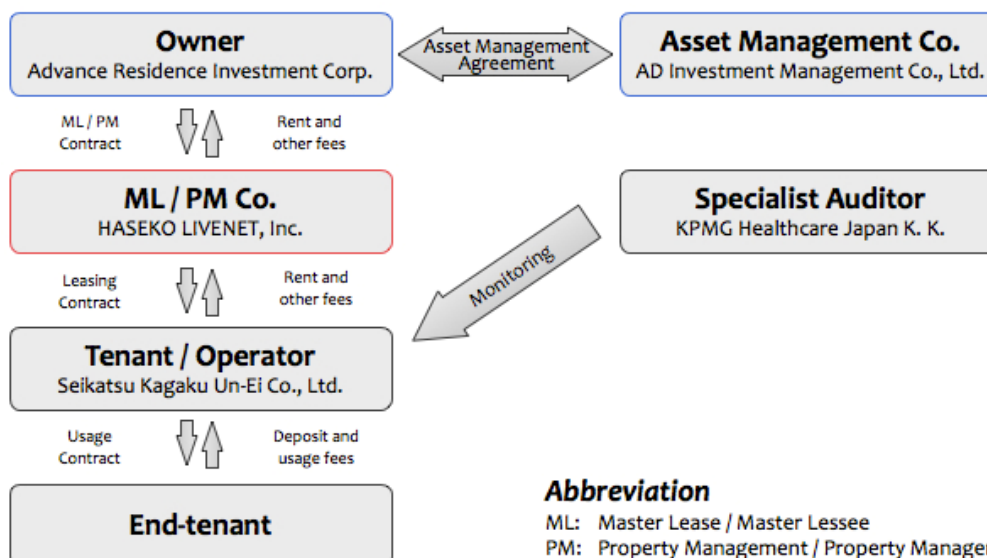 Owner
Advance Residence Investment Corp.
Asset Management
Agreement
Asset Management Co.
AD Investment Management Co., Ltd.
ML / PM
Contract
Rent and
other fees
ML / PM Co.
HASEKO LIVENET, Inc.
Specialist Auditor
KPMG Healthcare Japan K. K.
Leasing
Contract
Rent and
other fees
Monitoring
Tenant / Operator
Seikatsu Kagaku Un-Ei Co., Ltd.
Usage
Contract
Deposit and
usage fees
End-tenant
Abbreviation
ML: Master Lease / Master Lessee
PM: Property Management / Property Manager